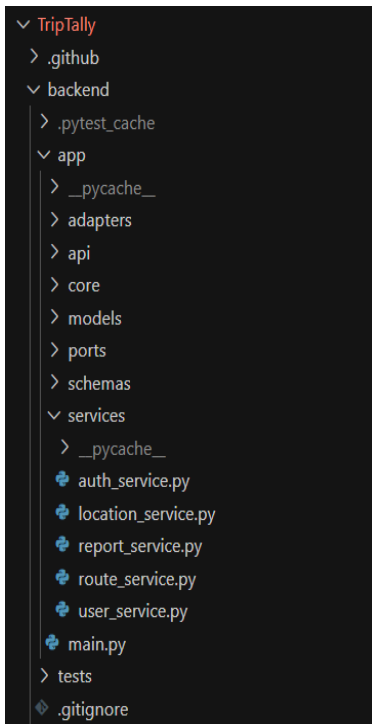 TripTally
.github
backend
.pytest_cache
app
__pycache__
adapters
api
core
models
ports
schemas
services
__pycache__
auth_service.py
location_service.py
report_service.py
route_service.py
user_service.py
main.py
tests
.gitignore